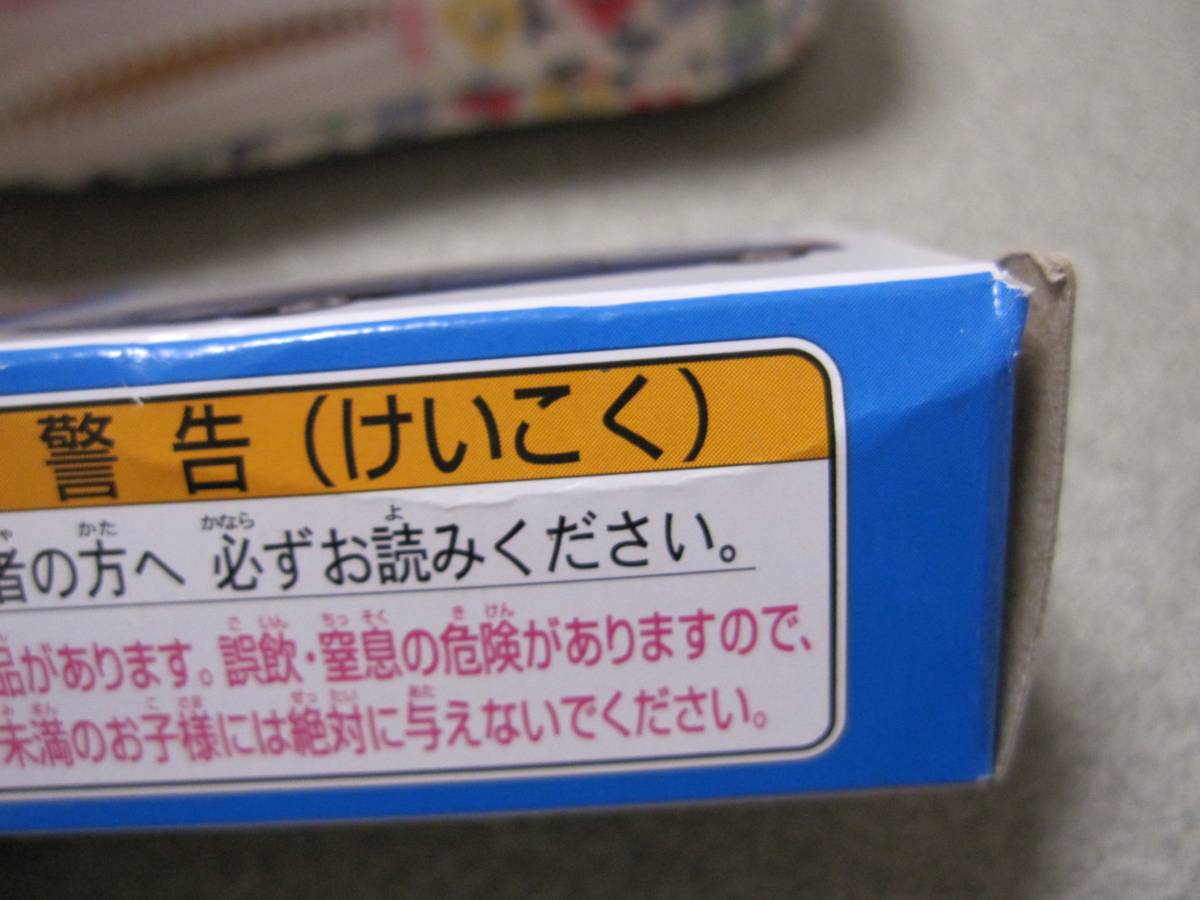 警告(けいこく)
者の方へ 必ずお読みください。
品があります。誤飲・窒息の危険がありますので、
未満のお子様には絶対に与えないでください。